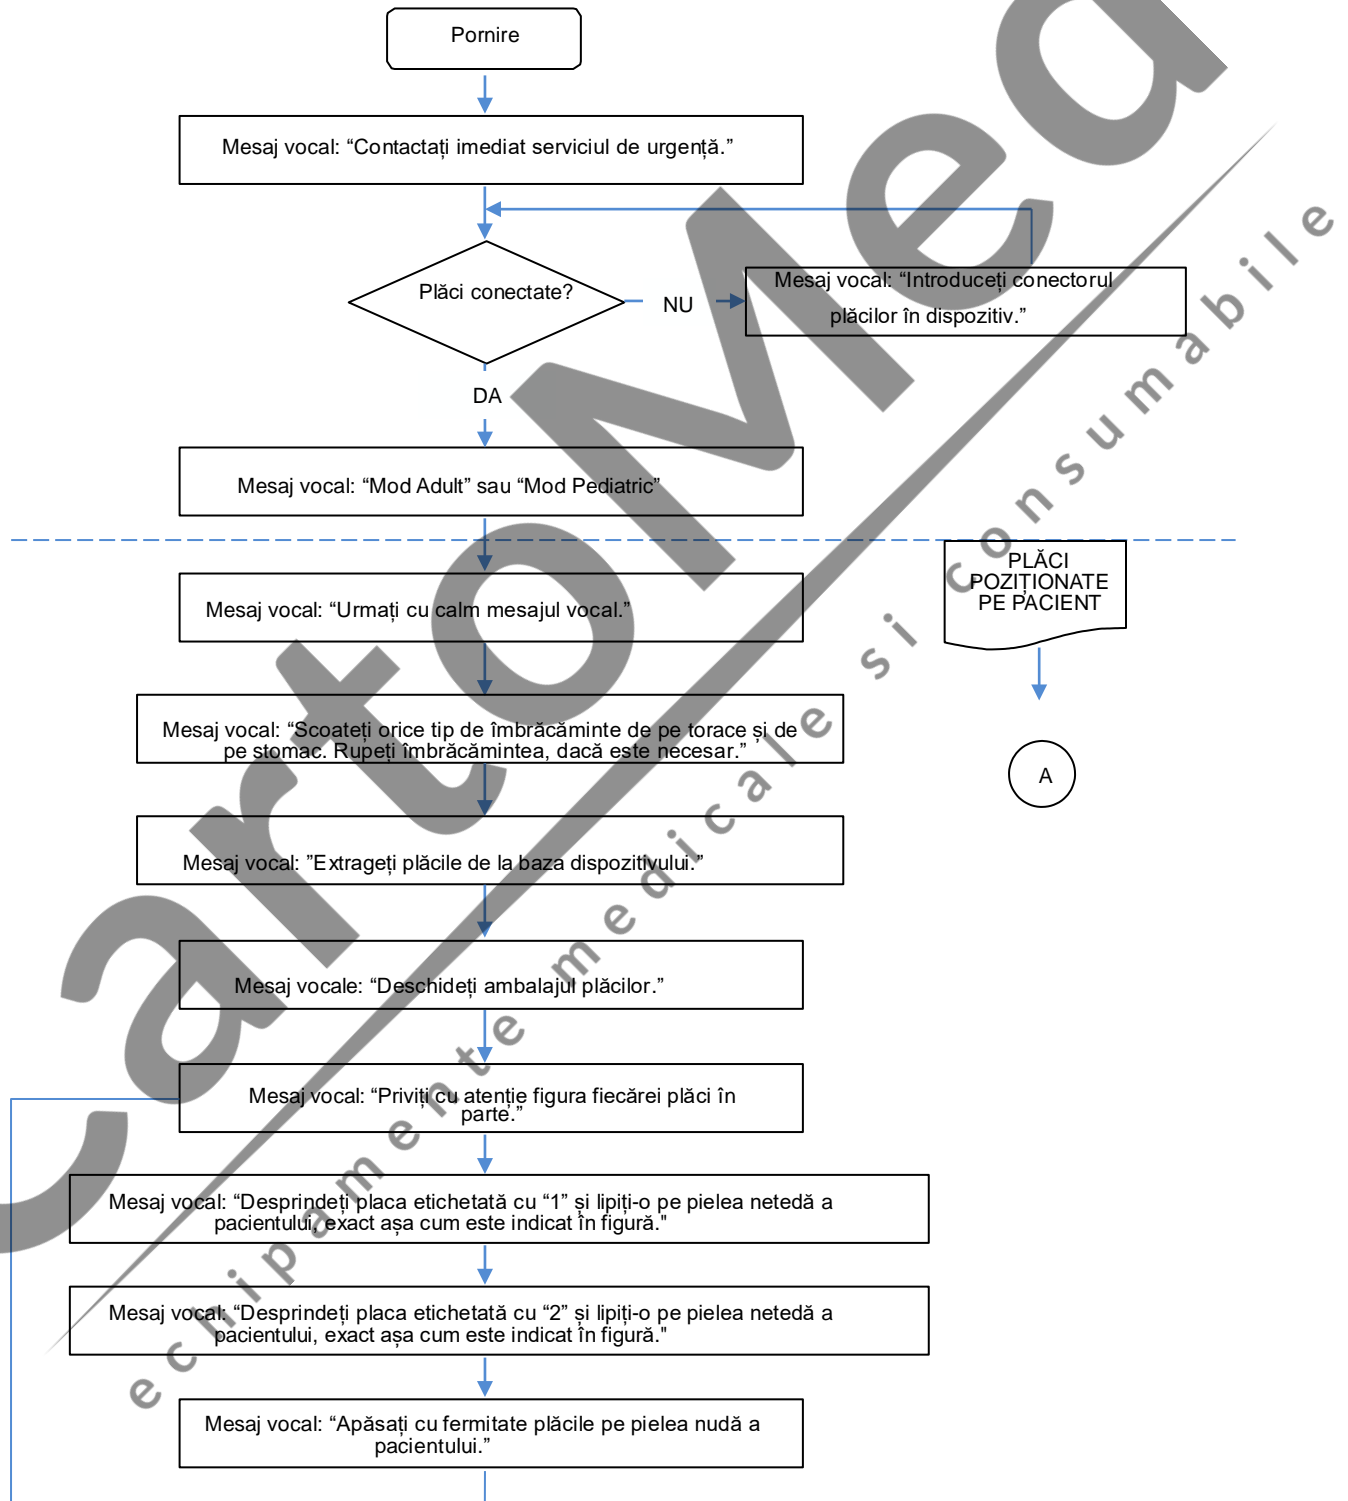 Pornire
Mesaj vocal: “Contactați imediat serviciul de urgență.”
Plăci conectate?
NU
Mesaj vocal: “Introduceți conectorul
plăcilor în dispozitiv.”
DA
Mesaj vocal: “Mod Adult” sau “Mod Pediatric”
PLĂCI
POZIȚIONATE
PE PACIENT
Mesaj vocal: “Urmați cu calm mesajul vocal.”
Mesaj vocal: “Scoateți orice tip de îmbrăcăminte de pe torace și de
pe stomac. Rupeți îmbrăcămintea, dacă este necesar.”
A
Mesaj vocal: ”Extrageți plăcile de la baza dispozitivului.”
Mesaj vocale: “Deschideți ambalajul plăcilor.”
Mesaj vocal: “Priviți cu atenție figura fiecărei plăci în
parte.”
Mesaj vocal: “Desprindeți placa etichetată cu “1” și lipiți-o pe pielea netedă a
pacientului, exact așa cum este indicat în figură."
Mesaj vocal: “Desprindeți placa etichetată cu “2” și lipiți-o pe pielea netedă a
pacientului, exact așa cum este indicat în figură."
Mesaj vocal: “Apăsați cu fermitate plăcile pe pielea nudă a
pacientului.”
CartoMed
echipamente medicale si consumabile